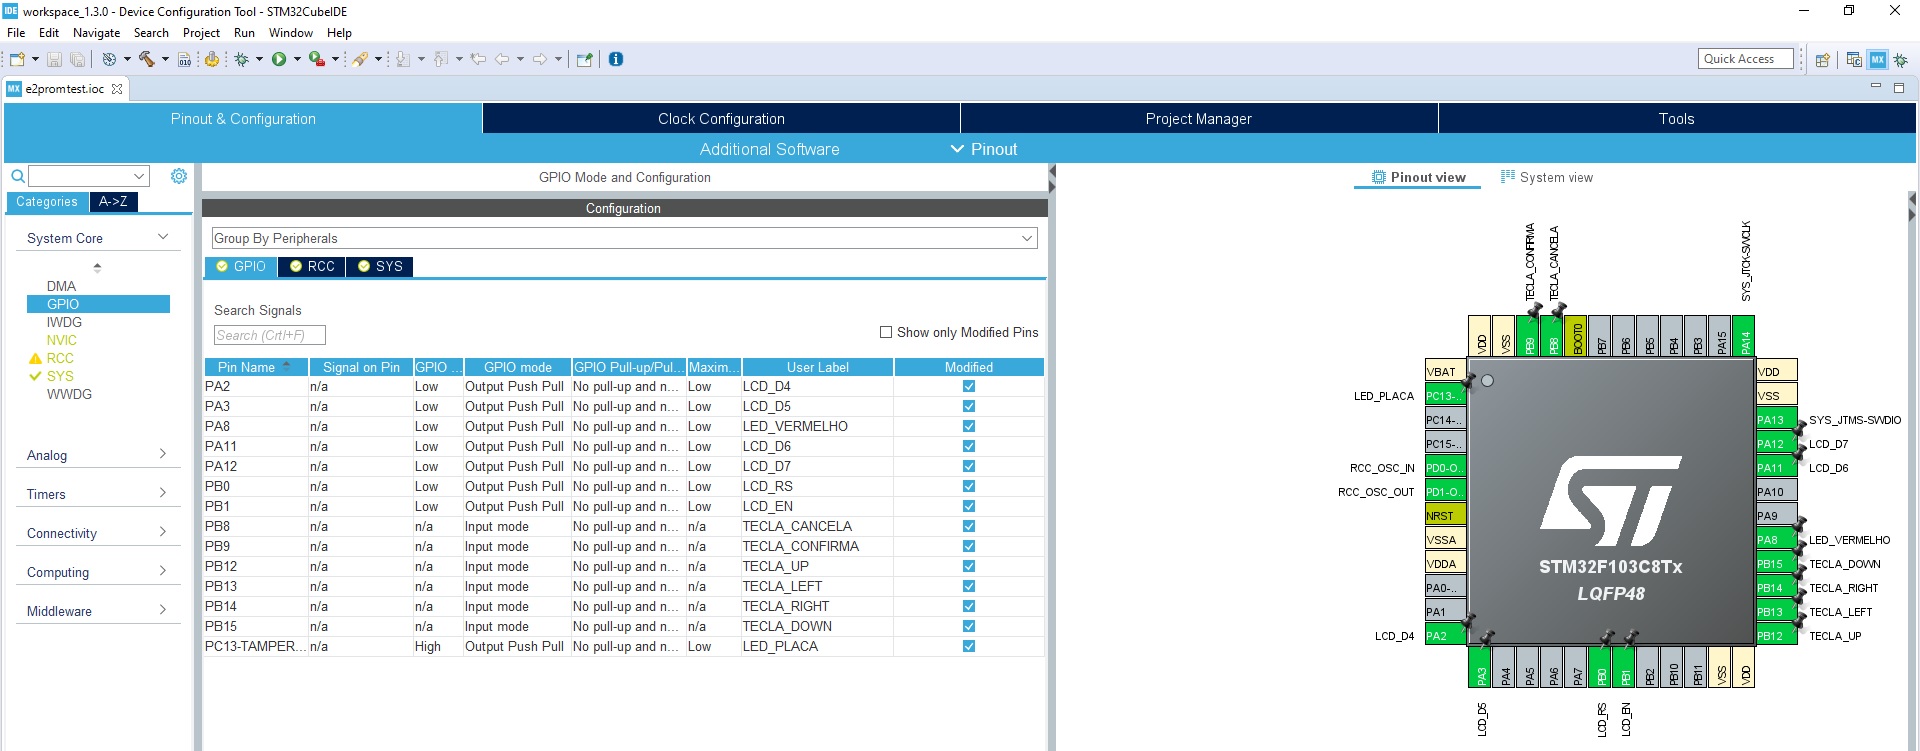 IDE workspace_1.3.0 - Device Configuration Tool - STM32CubeIDE
File Edit Navigate Search Project Run Window Help
Quick Access
MX
MX e2promtest.ioc
Pinout & Configuration Clock Configuration Project Manager Tools
Additional Software Pinout
GPIO Mode and Configuration
Pinout view System view
Categories A->Z
Configuration
System Core
Group By Peripherals
GPIO RCC SYS
DMA
GPIO
IWDG
NVIC
RCC
SYS
WWDG
Analog
Timers
Connectivity
Computing
Middleware
Search Signals
Search (Crtl+F)
Show only Modified Pins
Pin Name Signal on Pin GPIO ... GPIO mode GPIO Pull-up/Pul... Maxim... User Label Modified
PA2 n/a Low Output Push Pull No pull-up and n... Low LCD_D4
PA3 n/a Low Output Push Pull No pull-up and n... Low LCD_D5
PA8 n/a Low Output Push Pull No pull-up and n... Low LED_VERMELHO
PA11 n/a Low Output Push Pull No pull-up and n... Low LCD_D6
PA12 n/a Low Output Push Pull No pull-up and n... Low LCD_D7
PB0 n/a Low Output Push Pull No pull-up and n... Low LCD_RS
PB1 n/a Low Output Push Pull No pull-up and n... Low LCD_EN
PB8 n/a n/a Input mode No pull-up and n... n/a TECLA_CANCELA
PB9 n/a n/a Input mode No pull-up and n... n/a TECLA_CONFIRMA
PB12 n/a n/a Input mode No pull-up and n... n/a TECLA_UP
PB13 n/a n/a Input mode No pull-up and n... n/a TECLA_LEFT
PB14 n/a n/a Input mode No pull-up and n... n/a TECLA_RIGHT
PB15 n/a n/a Input mode No pull-up and n... n/a TECLA_DOWN
PC13-TAMPER... n/a High Output Push Pull No pull-up and n... Low LED_PLACA
TECLA_CONFIRMA
TECLA_CANCELA
SYS_JTCK-SWCLK
VDD
VSS
PB9
PB8
BOOT0
PB7
PB6
PB5
PB4
PB3
PA15
PA14
VBAT
LED_PLACA PC13-..
PC14-..
PC15-..
RCC_OSC_IN PD0-O..
RCC_OSC_OUT PD1-O..
NRST
VSSA
VDDA
PA0-..
PA1
LCD_D4 PA2
ST
STM32F103C8Tx
LQFP48
VDD
VSS
PA13 SYS_JTMS-SWDIO
PA12 LCD_D7
PA11 LCD_D6
PA10
PA9
PA8 LED_VERMELHO
PB15 TECLA_DOWN
PB14 TECLA_RIGHT
PB13 TECLA_LEFT
PB12 TECLA_UP
PA3
PA4
PA5
PA6
PA7
PB0
PB1
PB2
PB10
PB11
VSS
VDD
LCD_D5
LCD_RS
LCD_EN